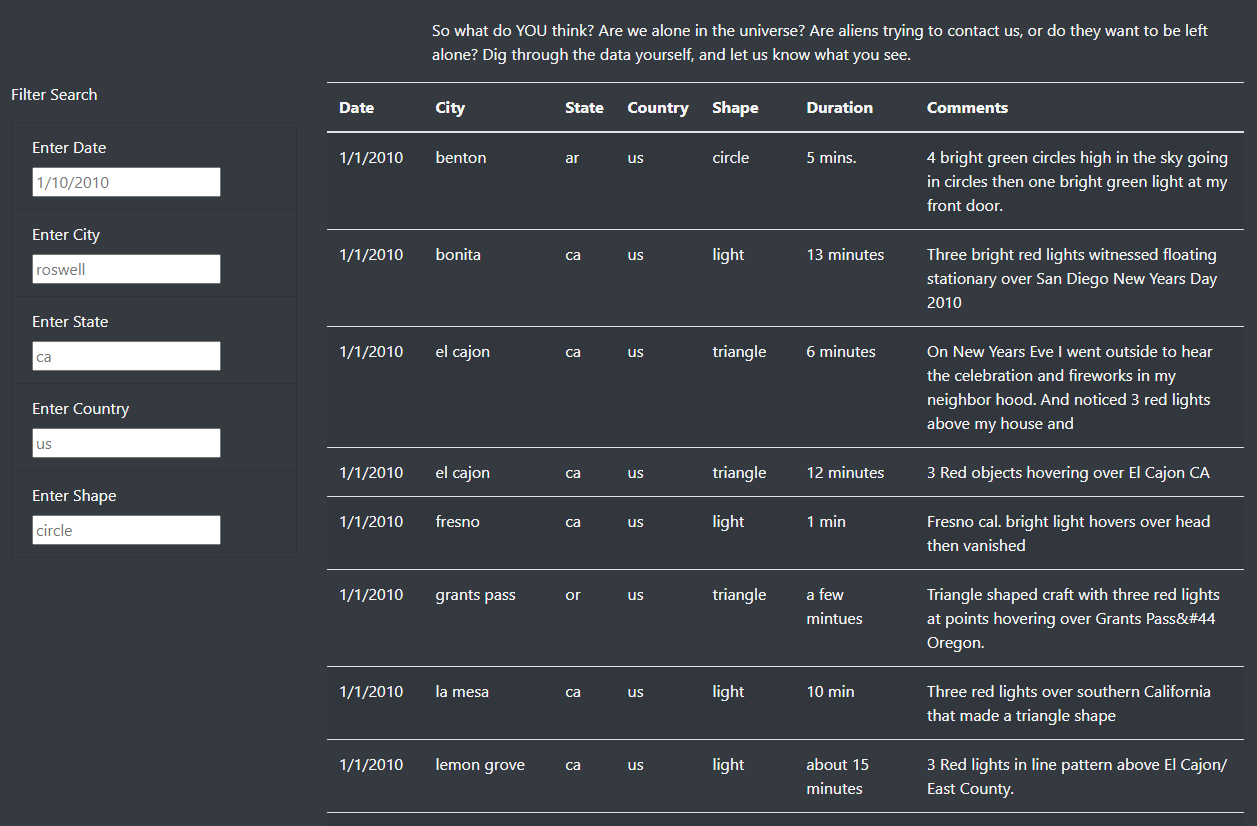 So what do YOU think? Are we alone in the universe? Are aliens trying to contact us, or do they want to be left
alone? Dig through the data yourself, and let us know what you see.
Filter Search
Enter Date
1/10/2010
Enter City
roswell
Enter State
ca
Enter Country
us
Enter Shape
circle
Date City State Country Shape Duration Comments
1/1/2010 benton ar us circle 5 mins. 4 bright green circles high in the sky going
in circles then one bright green light at my
front door.
1/1/2010 bonita ca us light 13 minutes Three bright red lights witnessed floating
stationary over San Diego New Years Day
2010
1/1/2010 el cajon ca us triangle 6 minutes On New Years Eve I went outside to hear
the celebration and fireworks in my
neighbor hood. And noticed 3 red lights
above my house and
1/1/2010 el cajon ca us triangle 12 minutes 3 Red objects hovering over El Cajon CA
1/1/2010 fresno ca us light 1 min Fresno cal. bright light hovers over head
then vanished
1/1/2010 grants pass or us triangle a few Triangle shaped craft with three red lights
mintues at points hovering over Grants Pass&#44
Oregon.
1/1/2010 la mesa ca us light 10 min Three red lights over southern California
that made a triangle shape
1/1/2010 lemon grove ca us light about 15 3 Red lights in line pattern above El Cajon/
minutes East County.